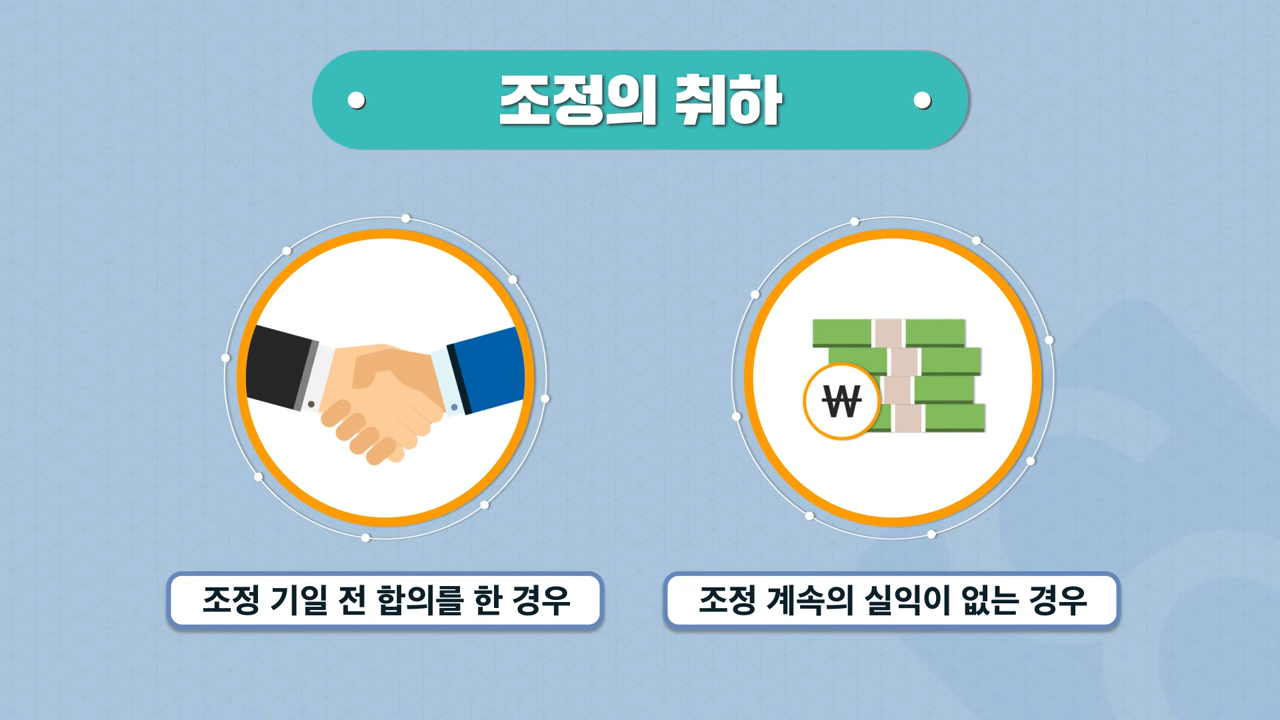 조정의 취하
₩
조정 기일 전 합의를 한 경우
조정 계속의 실익이 없는 경우